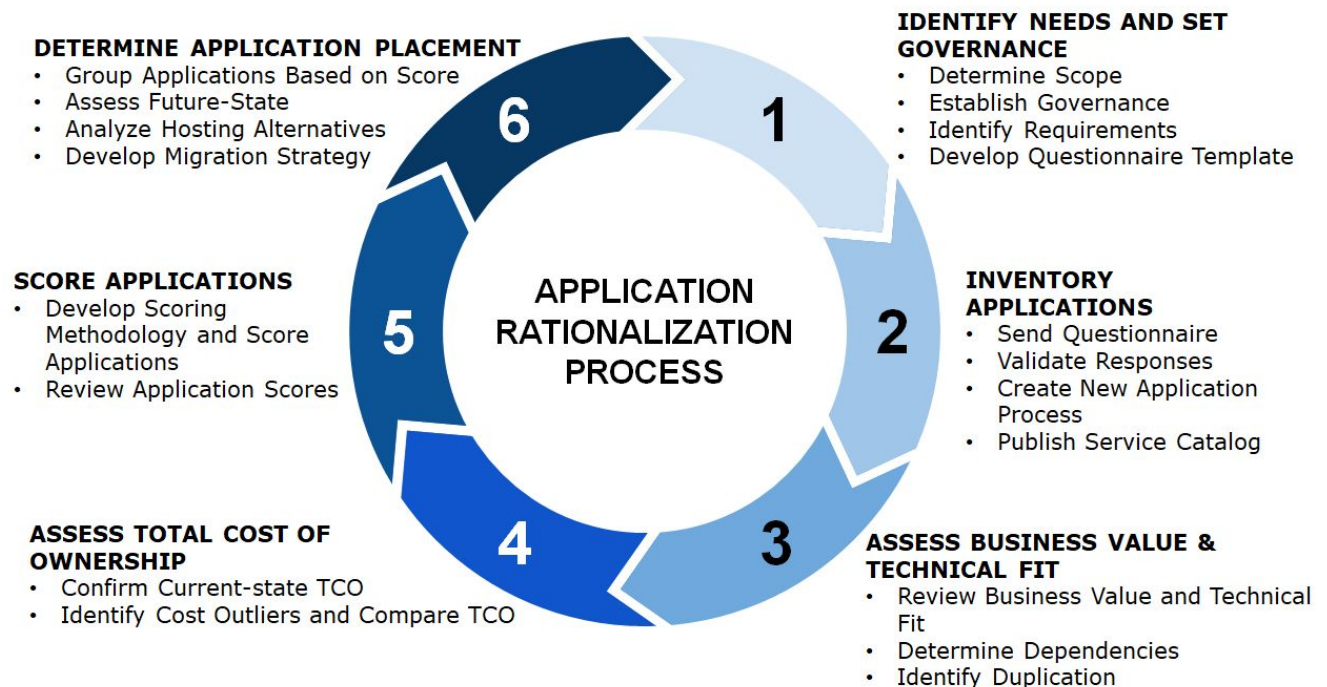 IDENTIFY NEEDS AND SET
GOVERNANCE
• Determine Scope
• Establish Governance
• Identify Requirements
• Develop Questionnaire Template
1
INVENTORY
APPLICATIONS
• Send Questionnaire
• Validate Responses
• Create New Application
Process
• Publish Service Catalog
2
ASSESS BUSINESS VALUE &
TECHNICAL FIT
• Review Business Value and Technical
Fit
• Determine Dependencies
• Identify Duplication
3
ASSESS TOTAL COST OF
OWNERSHIP
• Confirm Current-state TCO
• Identify Cost Outliers and Compare TCO
4
SCORE APPLICATIONS
• Develop Scoring
Methodology and Score
Applications
• Review Application Scores
5
DETERMINE APPLICATION PLACEMENT
• Group Applications Based on Score
• Assess Future-State
• Analyze Hosting Alternatives
• Develop Migration Strategy
6
APPLICATION
RATIONALIZATION
PROCESS